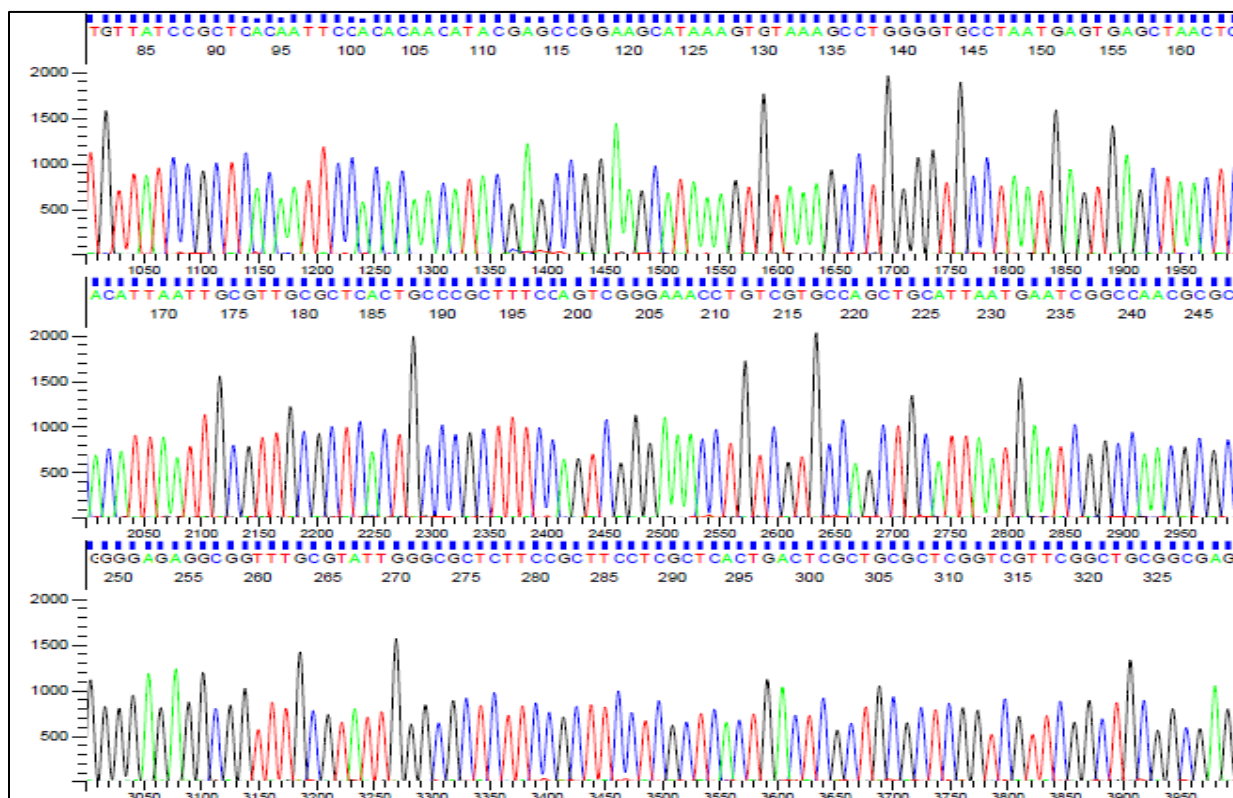 TGTTATCCGCTCACAATTCCACACAACATACGAGCCGGAAGCATAAAGTGTAAAGCCTGGGGTGCCTAATGAGTGAGCTAACTC
85 90 95 100 105 110 115 120 125 130 135 140 145 150 155 160
2000
1500
1000
500
1050 1100 1150 1200 1250 1300 1350 1400 1450 1500 1550 1600 1650 1700 1750 1800 1850 1900 1950
ACATTAATTGCGTTGCGCTCACTGCCCGCTTTCCAGTCGGGAAACCTGTCGTGCCAGCTGCATTAATGAATCGGCCAACGCGC
170 175 180 185 190 195 200 205 210 215 220 225 230 235 240 245
2000
1500
1000
500
2050 2100 2150 2200 2250 2300 2350 2400 2450 2500 2550 2600 2650 2700 2750 2800 2850 2900 2950
GGGGAGAGGCGGTTTGCGTATTGGGCGCTCTTCCGCTTCCTCGCTCACTGACTCGCTGCGCTCGGTCGTTCGGCTGCGGCGAG
250 255 260 265 270 275 280 285 290 295 300 305 310 315 320 325
2000
1500
1000
500
3050 3100 3150 3200 3250 3300 3350 3400 3450 3500 3550 3600 3650 3700 3750 3800 3850 3900 3950